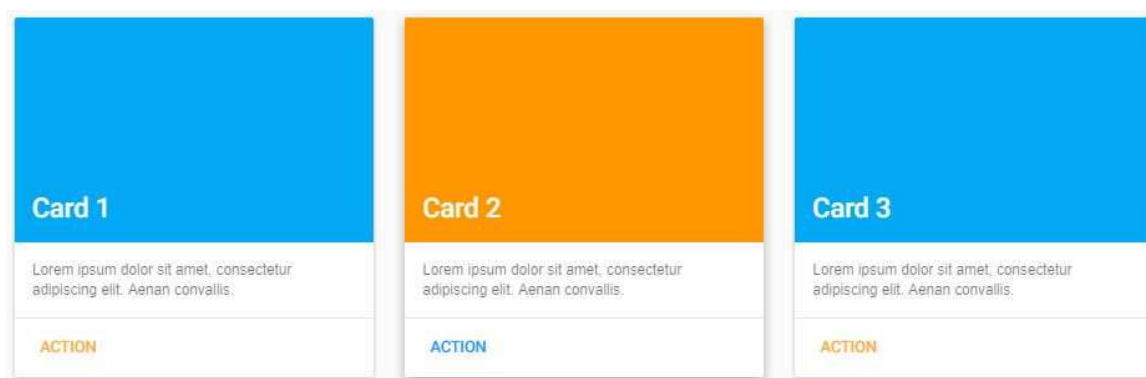 Card 1
Lorem ipsum dolor sit amet, consectetur
adipiscing elit. Aenan convallis.
ACTION
Card 2
Lorem ipsum dolor sit amet, consectetur
adipiscing elit. Aenan convallis.
ACTION
Card 3
Lorem ipsum dolor sit amet, consectetur
adipiscing elit. Aenan convallis.
ACTION